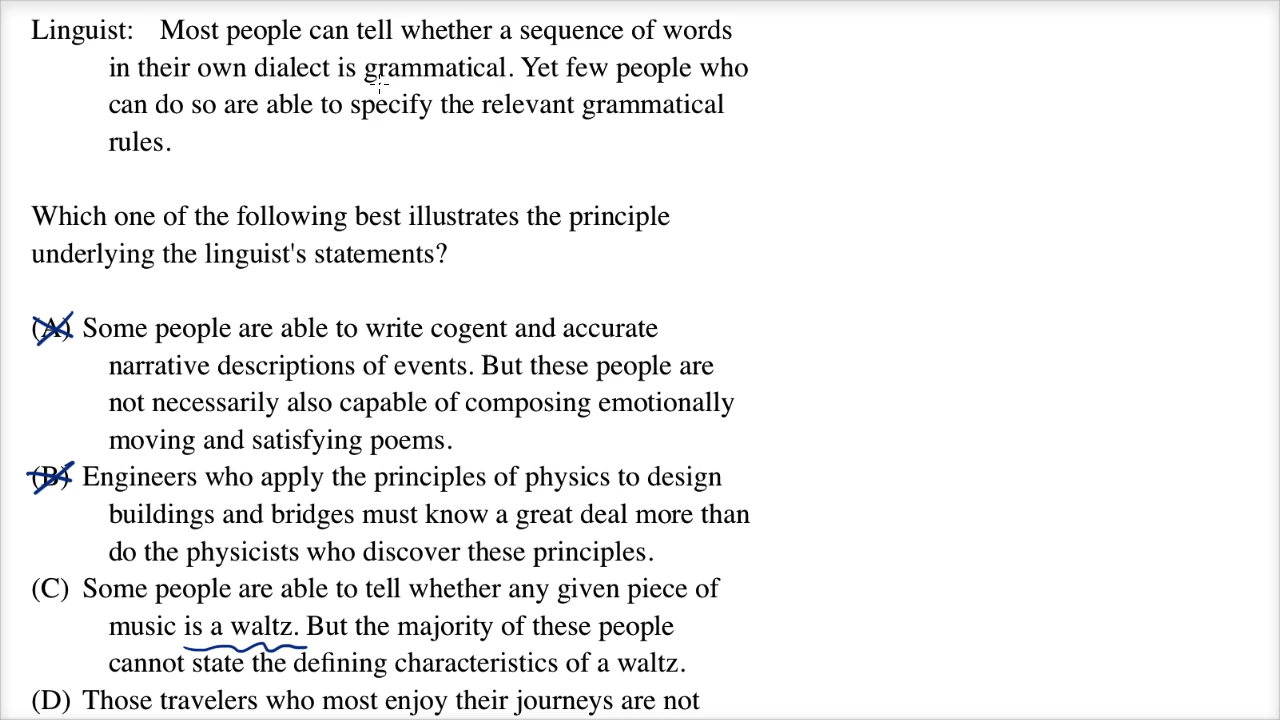 Linguist: Most people can tell whether a sequence of words
in their own dialect is grammatical. Yet few people who
can do so are able to specify the relevant grammatical
rules.
Which one of the following best illustrates the principle
underlying the linguist's statements?
(A) Some people are able to write cogent and accurate
narrative descriptions of events. But these people are
not necessarily also capable of composing emotionally
moving and satisfying poems.
(B) Engineers who apply the principles of physics to design
buildings and bridges must know a great deal more than
do the physicists who discover these principles.
(C) Some people are able to tell whether any given piece of
music is a waltz. But the majority of these people
cannot state the defining characteristics of a waltz.
(D) Those travelers who most enjoy their journeys are not